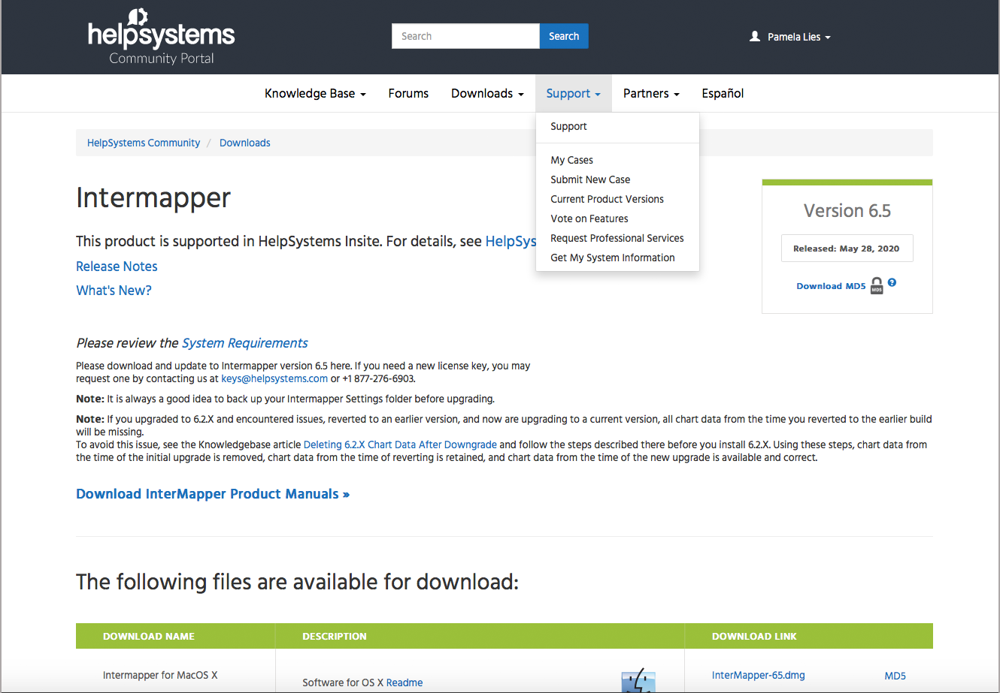 helpsystems
Community Portal
Search
Search
Pamela Lies
Knowledge Base
Forums
Downloads
Support
Partners
Español
Support
My Cases
Submit New Case
Current Product Versions
Vote on Features
Request Professional Services
Get My System Information
HelpSystems Community / Downloads
Intermapper
This product is supported in HelpSystems Insite. For details, see HelpSys
Release Notes
What's New?
Version 6.5
Released: May 28, 2020
Download MD5 MD5 ?
Please review the System Requirements
Please download and update to Intermapper version 6.5 here. If you need a new license key, you may
request one by contacting us at keys@helpsystems.com or +1 877-276-6903.
Note: It is always a good idea to back up your Intermapper Settings folder before upgrading.
Note: If you upgraded to 6.2.X and encountered issues, reverted to an earlier version, and now are upgrading to a current version, all chart data from the time you reverted to the earlier build
will be missing.
To avoid this issue, see the Knowledgebase article Deleting 6.2.X Chart Data After Downgrade and follow the steps described there before you install 6.2.X. Using these steps, chart data from
the time of the initial upgrade is removed, chart data from the time of reverting is retained, and chart data from the time of the new upgrade is available and correct.
Download InterMapper Product Manuals »
The following files are available for download:
DOWNLOAD NAME
DESCRIPTION
DOWNLOAD LINK
Intermapper for MacOS X
Software for OS X Readme
InterMapper-65.dmg
MD5